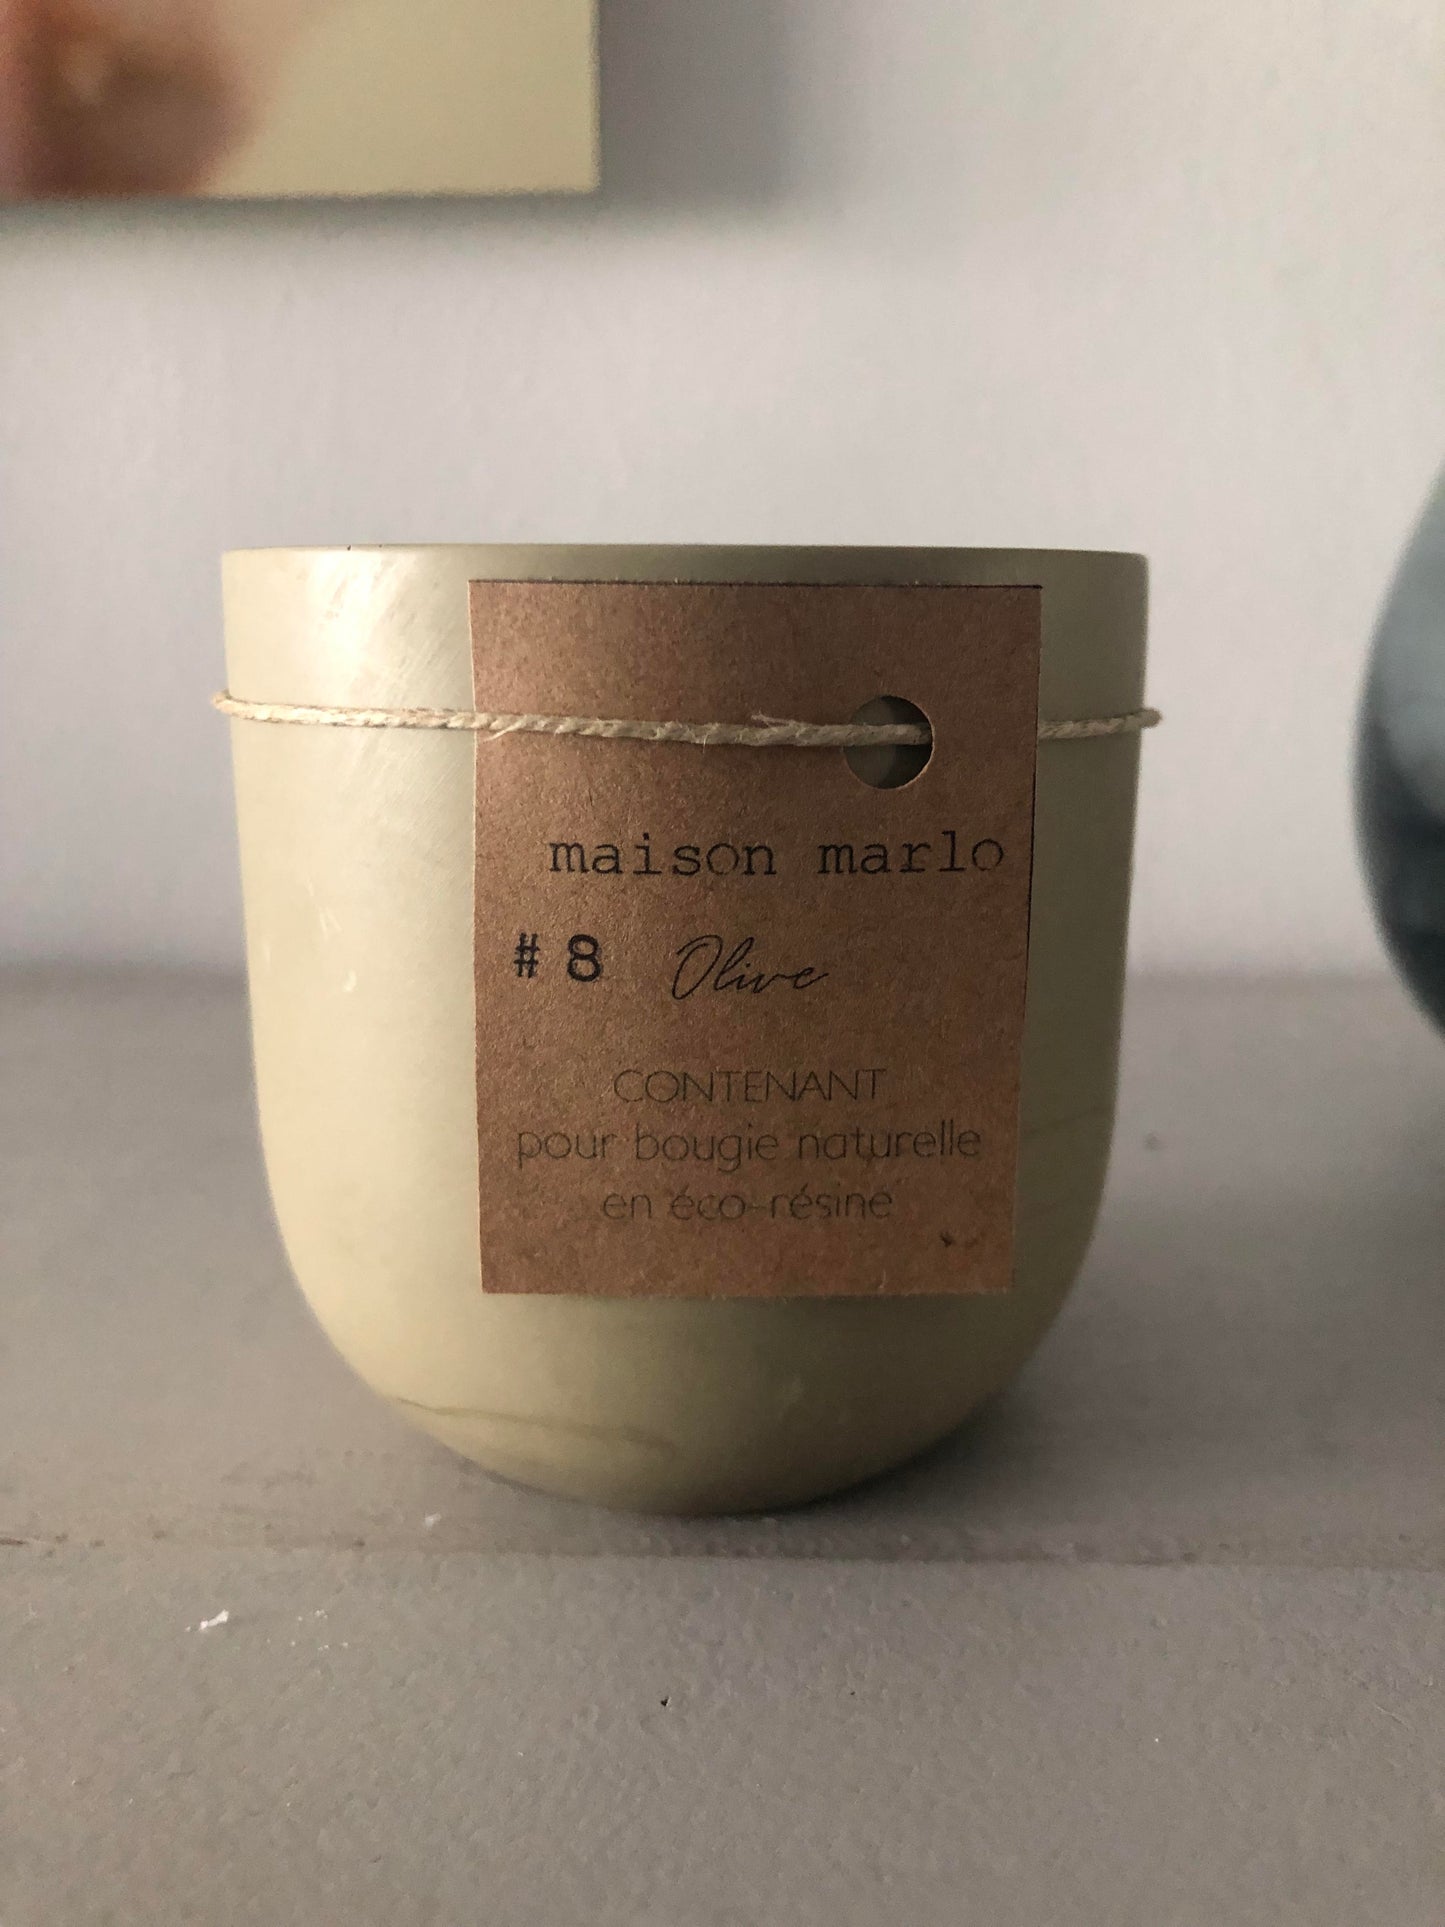 maison marlo
# 8 Olive
CONTENANT
pour bougie naturelle
en éco-résine